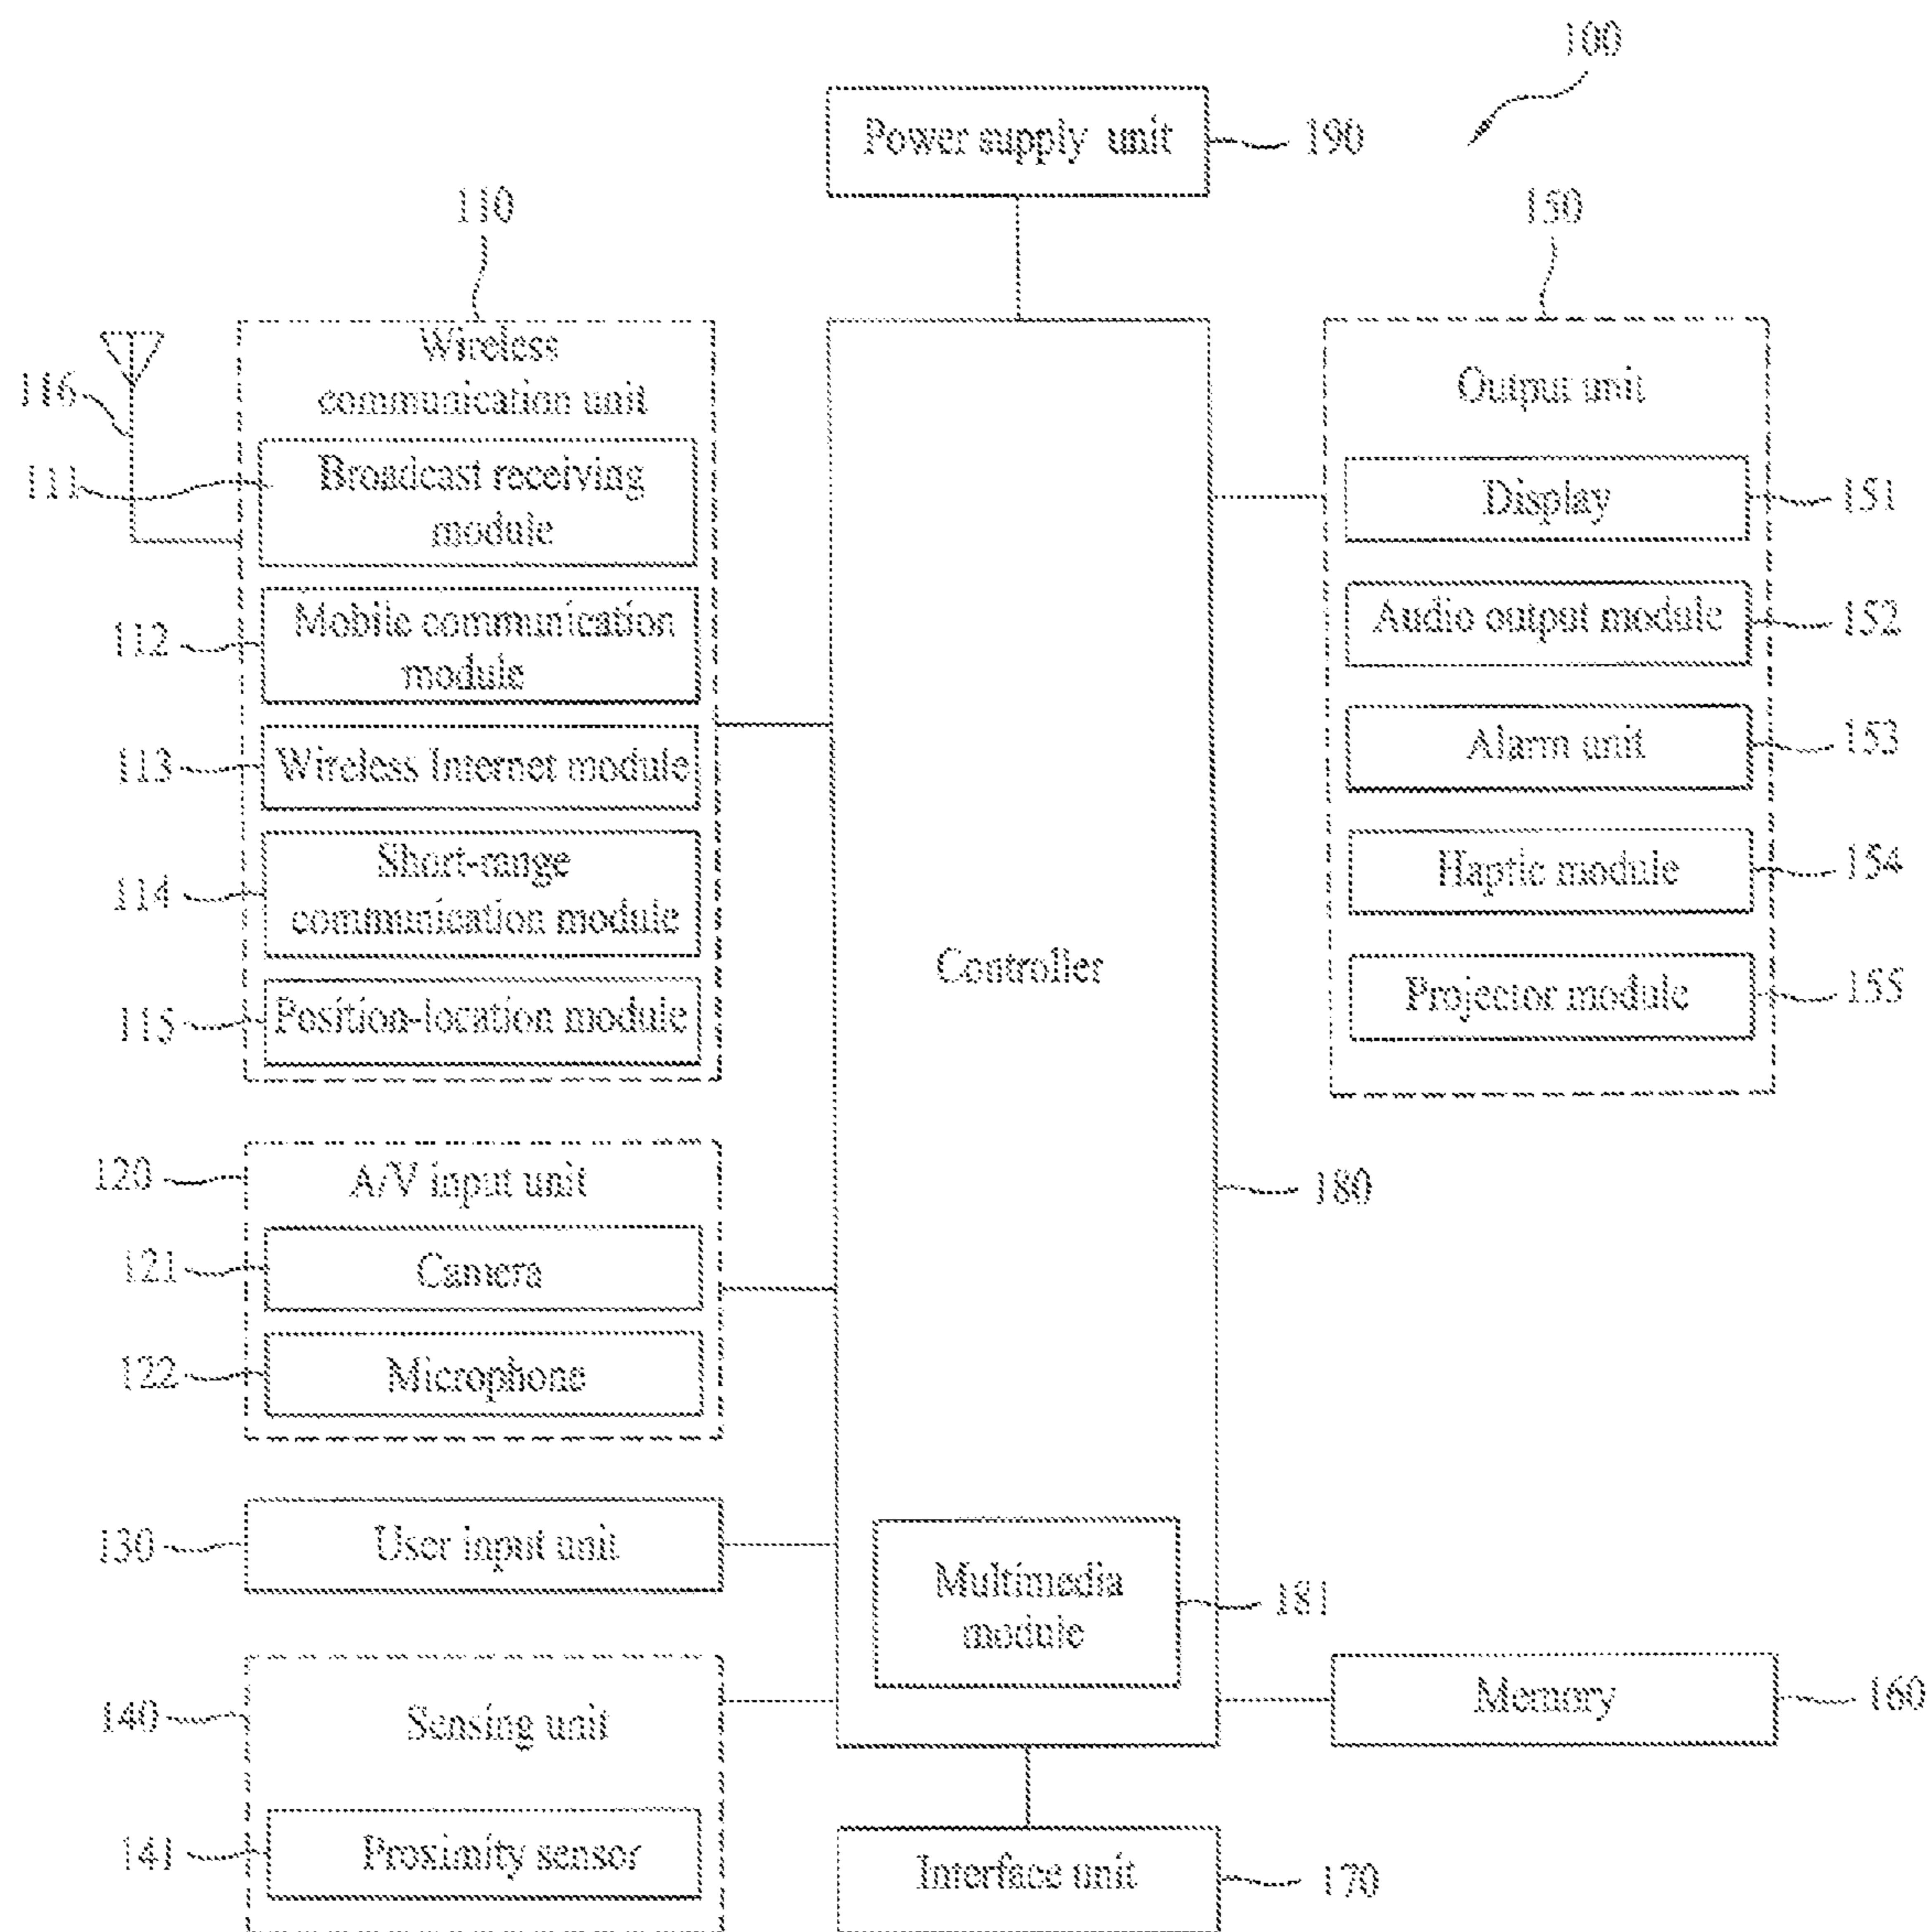 100
Power supply unit
190
110
150
Wireless
communication unit
116
Output unit
Broadcast receiving
module
111
Display
151
Mobile communication
module
112
Audio output module
152
Wireless Internet module
113
Alarm unit
153
Short-range
communication module
114
Haptic module
154
Controller
Position-location module
115
Projector module
155
120
A/V input unit
180
121
Camera
122
Microphone
130
User input unit
Multimedia
module
181
140
Sensing unit
Memory
160
141
Proximity sensor
Interface unit
170